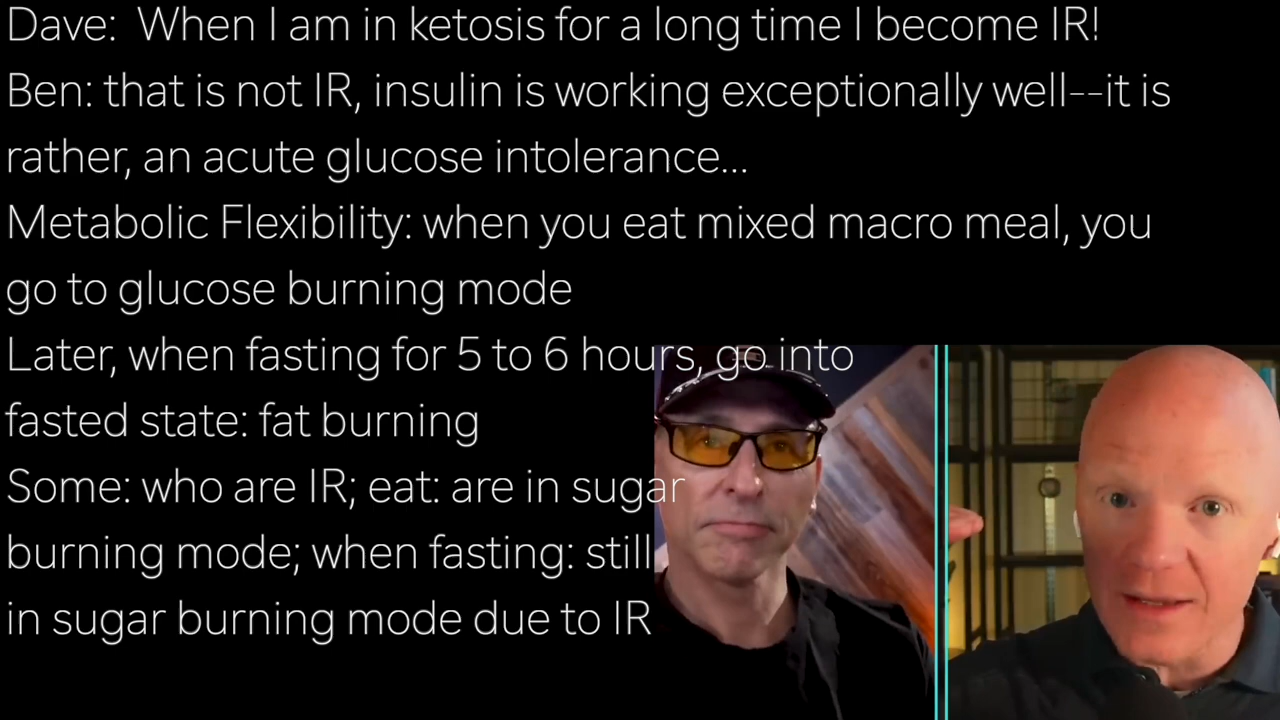 Dave: When I am in ketosis for a long time I become IR!
Ben: that is not IR, insulin is working exceptionally well--it is
rather, an acute glucose intolerance...
Metabolic Flexibility: when you eat mixed macro meal, you
go to glucose burning mode
Later, when fasting for 5 to 6 hours, go into
fasted state: fat burning
Some: who are IR; eat: are in sugar
burning mode; when fasting: still
in sugar burning mode due to IR